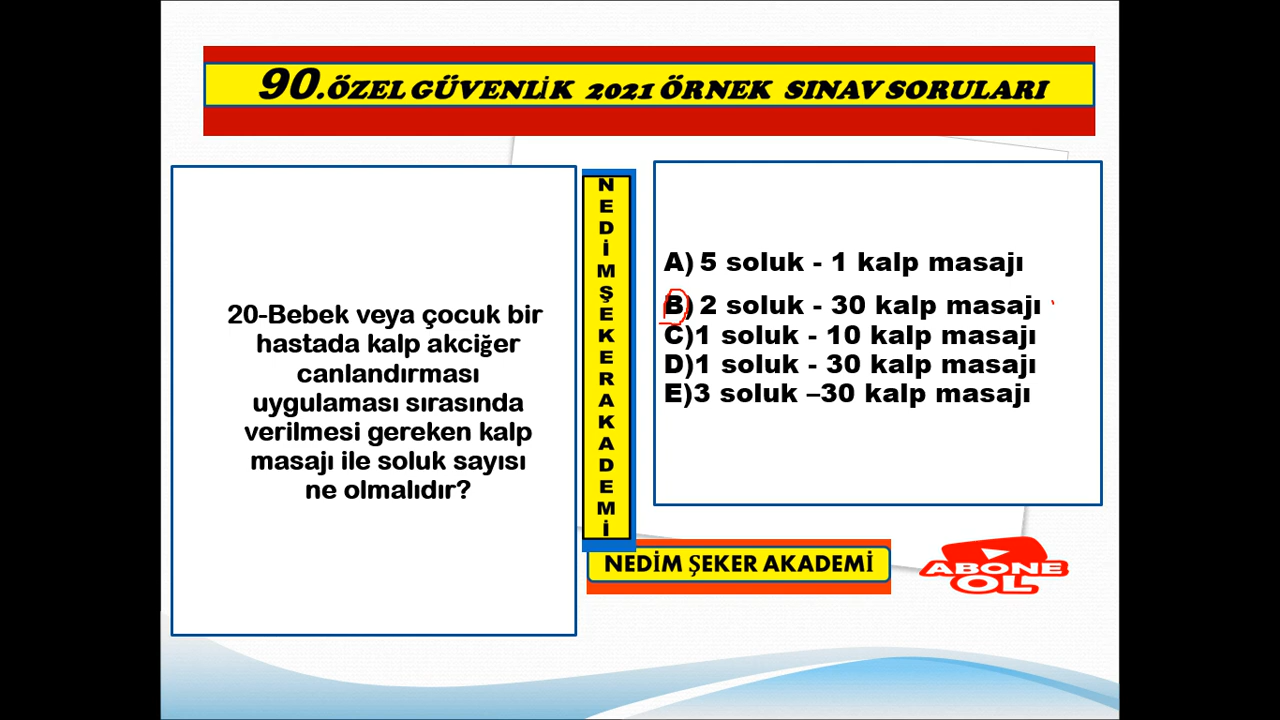 90.ÖZEL GÜVENLİK 2021 ÖRNEK SINAV SORULARI
20-Bebek veya çocuk bir
hastada kalp akciğer
canlandırması
uygulaması sırasında
verilmesi gereken kalp
masajı ile soluk sayısı
ne olmalıdır?
NEDİMŞEKERAKADEMİ
A) 5 soluk - 1 kalp masajı
B) 2 soluk - 30 kalp masajı
C)1 soluk - 10 kalp masajı
D)1 soluk - 30 kalp masajı
E)3 soluk –30 kalp masajı
NEDİM ŞEKER AKADEMİ
ABONE
OL